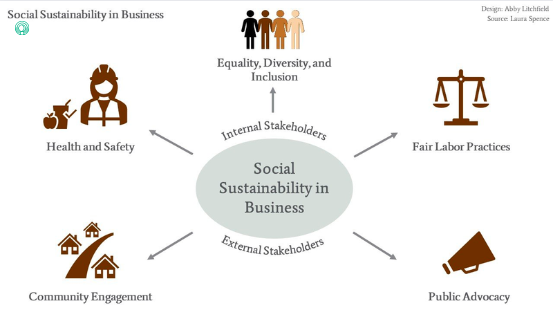 Social Sustainability in Business
Design: Abby Litchfield
Source: Laura Spence
Equality, Diversity, and
Inclusion
Health and Safety
Internal Stakeholders
Fair Labor Practices
Social
Sustainability in
Business
External Stakeholders
Community Engagement
Public Advocacy